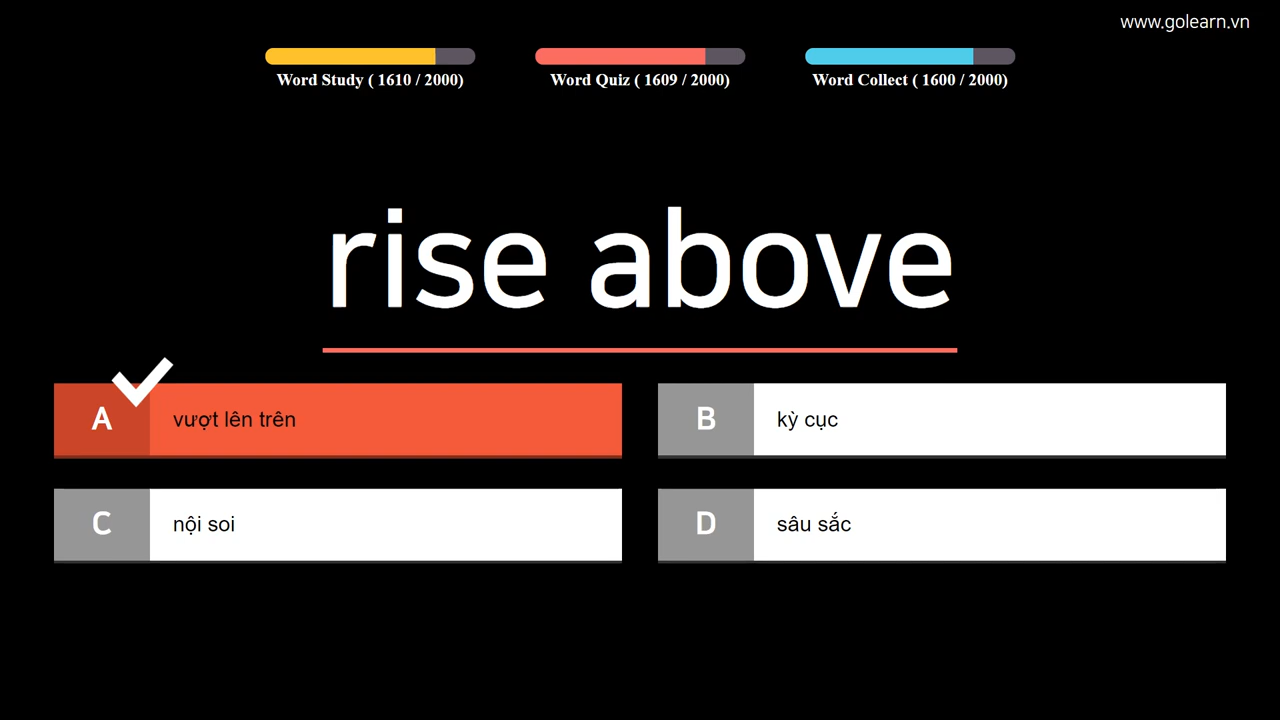 www.golearn.vn
Word Study ( 1610 / 2000)
Word Quiz ( 1609 / 2000)
Word Collect ( 1600 / 2000)
rise above
A vượt lên trên
B kỳ cục
C nội soi
D sâu sắc